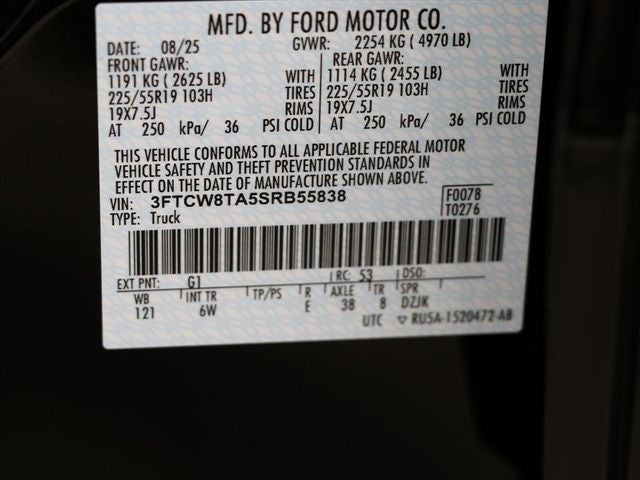 MFD. BY FORD MOTOR CO.
DATE: 08/25 GVWR: 2254 KG ( 4970 LB)
FRONT GAWR: REAR GAWR:
1191 KG ( 2625 LB) WITH 1114 KG ( 2455 LB) WITH
225/55R19 103H TIRES 225/55R19 103H TIRES
19X7.5J RIMS 19X7.5J RIMS
AT 250 kPa/ 36 PSI COLD AT 250 kPa/ 36 PSI COLD
THIS VEHICLE CONFORMS TO ALL APPLICABLE FEDERAL MOTOR
VEHICLE SAFETY AND THEFT PREVENTION STANDARDS IN
EFFECT ON THE DATE OF MANUFACTURE SHOWN ABOVE.
VIN: 3FTCW8TA5SRB55838 F0078
TYPE: Truck T0276
EXT PNT: G1 RC: 53 DSO:
WB INT TR TP/PS R AXLE TR SPR
121 6W E 38 8 DZJK
UTC ▽ RU5A-1520472-AB